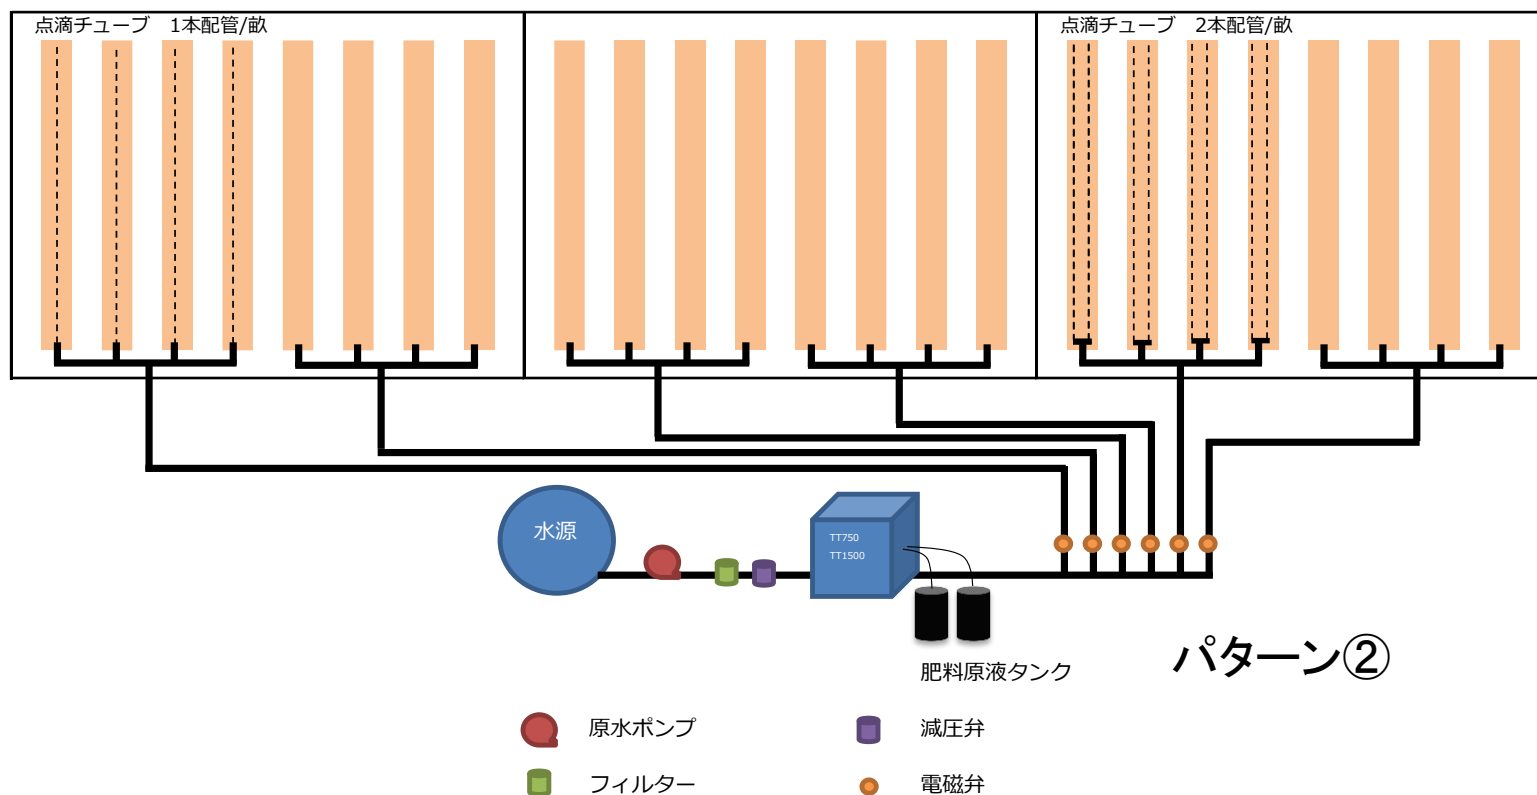 点滴チューブ 1本配管/畝
点滴チューブ 2本配管/畝
水源
TT750
TT1500
肥料原液タンク
パターン②
原水ポンプ
減圧弁
フィルター
電磁弁